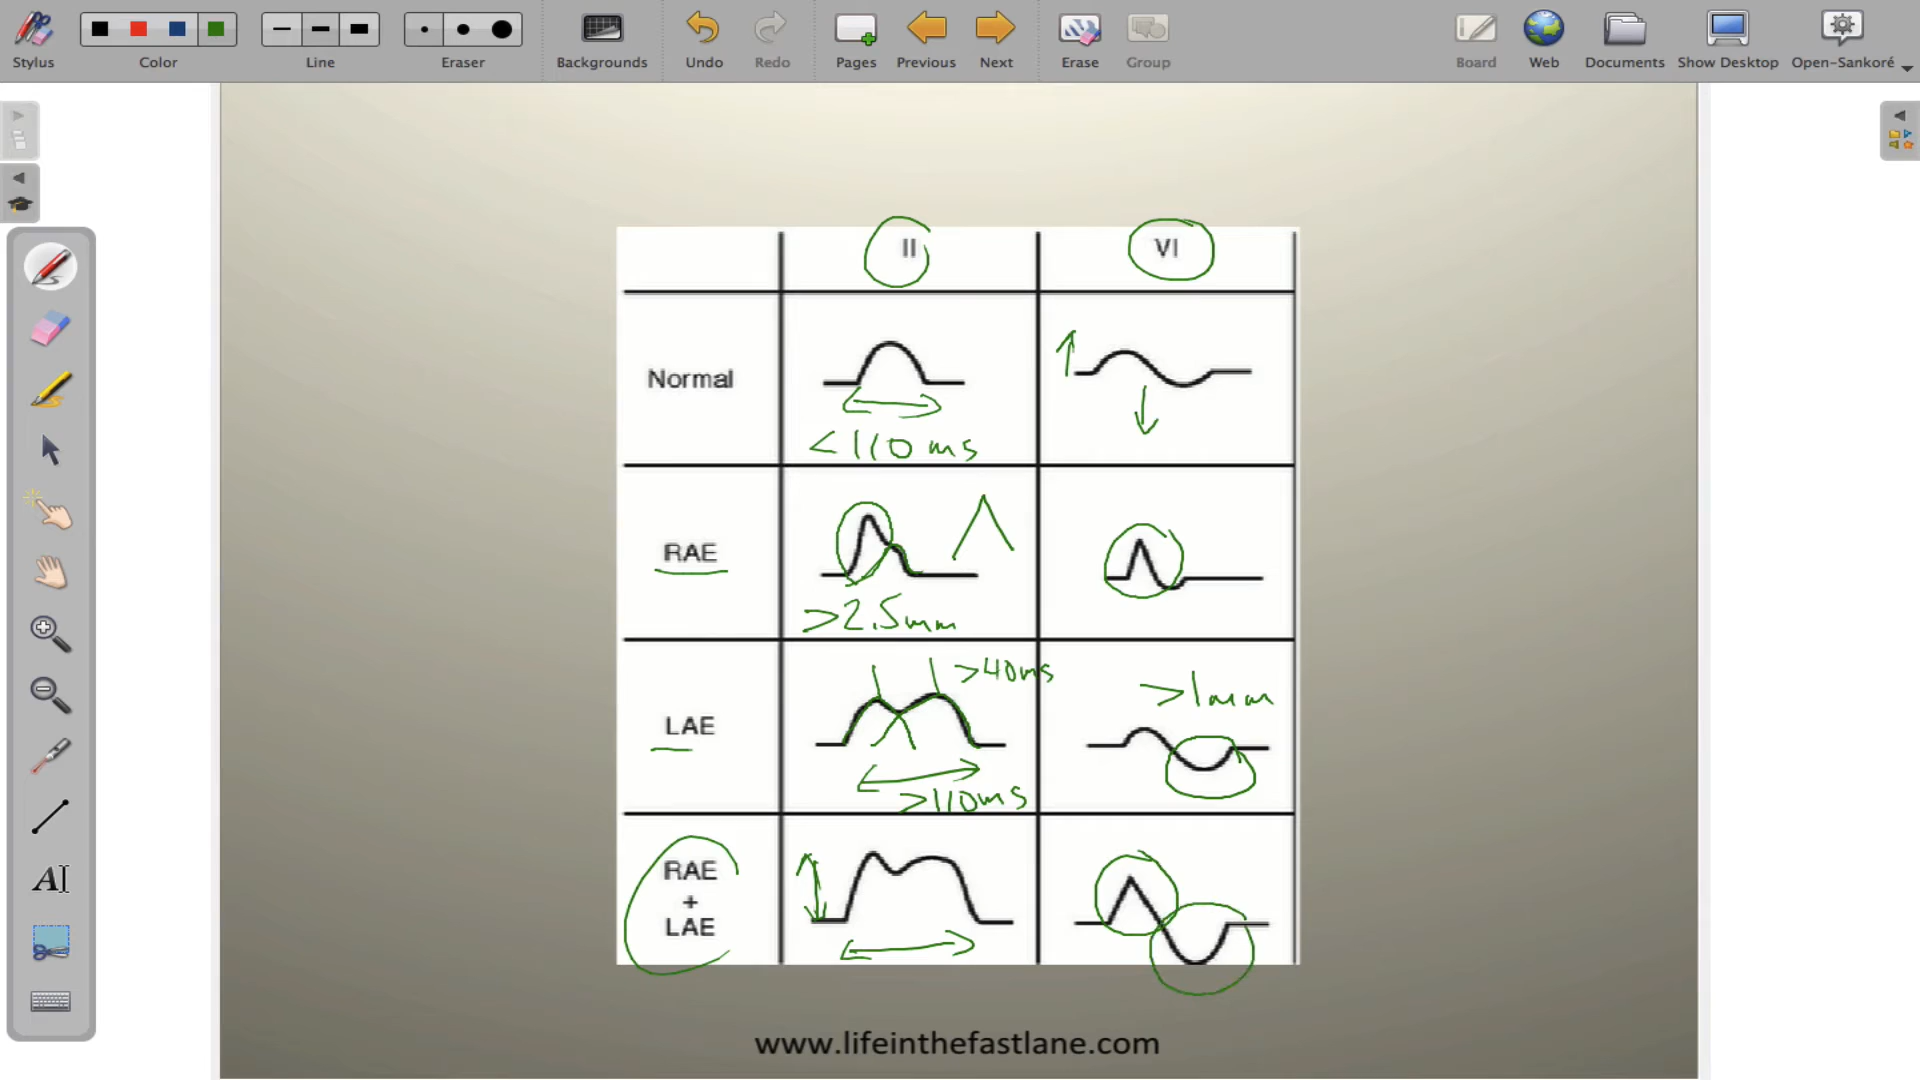 Stylus Color Line Eraser Backgrounds Undo Redo Pages Previous Next Erase Group Board Web Documents Show Desktop Open-Sankoré
II VI
Normal
<110 ms
RAE
>2.5mm
LAE
>40ms
>1mm
>110ms
RAE
+
LAE
www.lifeinthefastlane.com